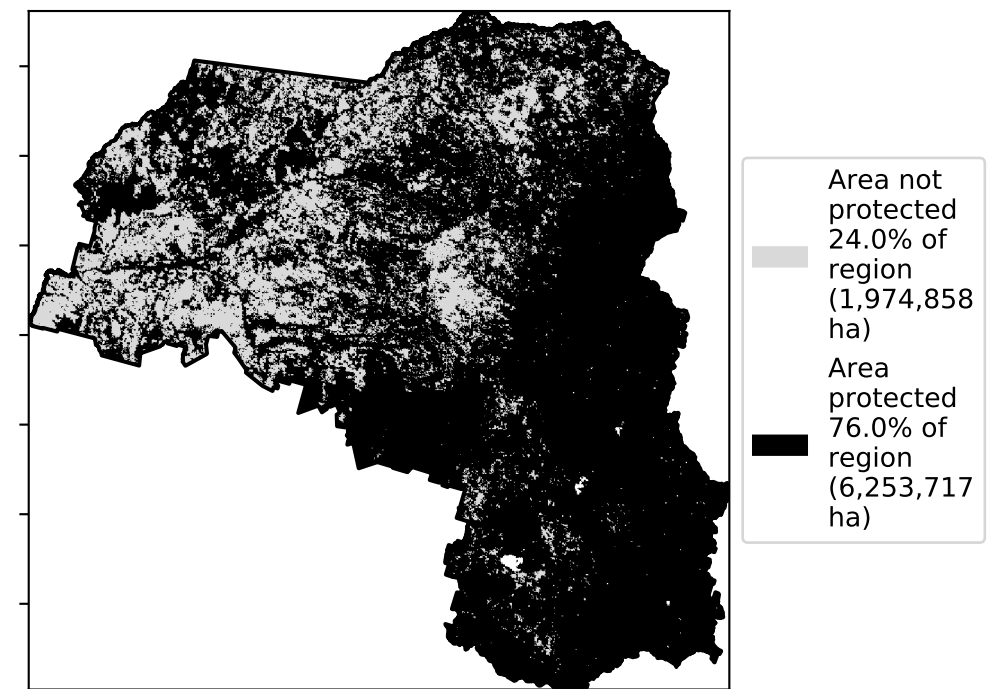 Area not
protected
24.0% of
region
(1,974,858
ha)
Area
protected
76.0% of
region
(6,253,717
ha)